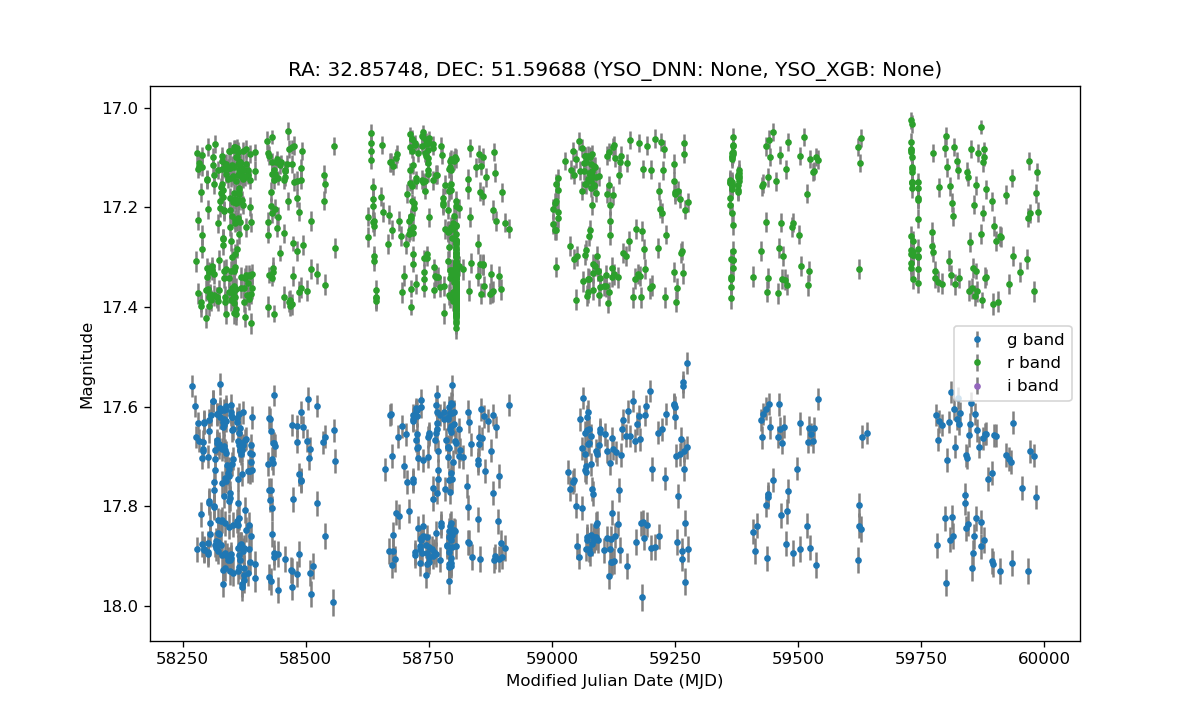 RA: 32.85748, DEC: 51.59688 (YSO_DNN: None, YSO_XGB: None)
17.0
17.2
17.4
17.6
17.8
18.0
Magnitude
g band
r band
i band
58250
58500
58750
59000
59250
59500
59750
60000
Modified Julian Date (MJD)